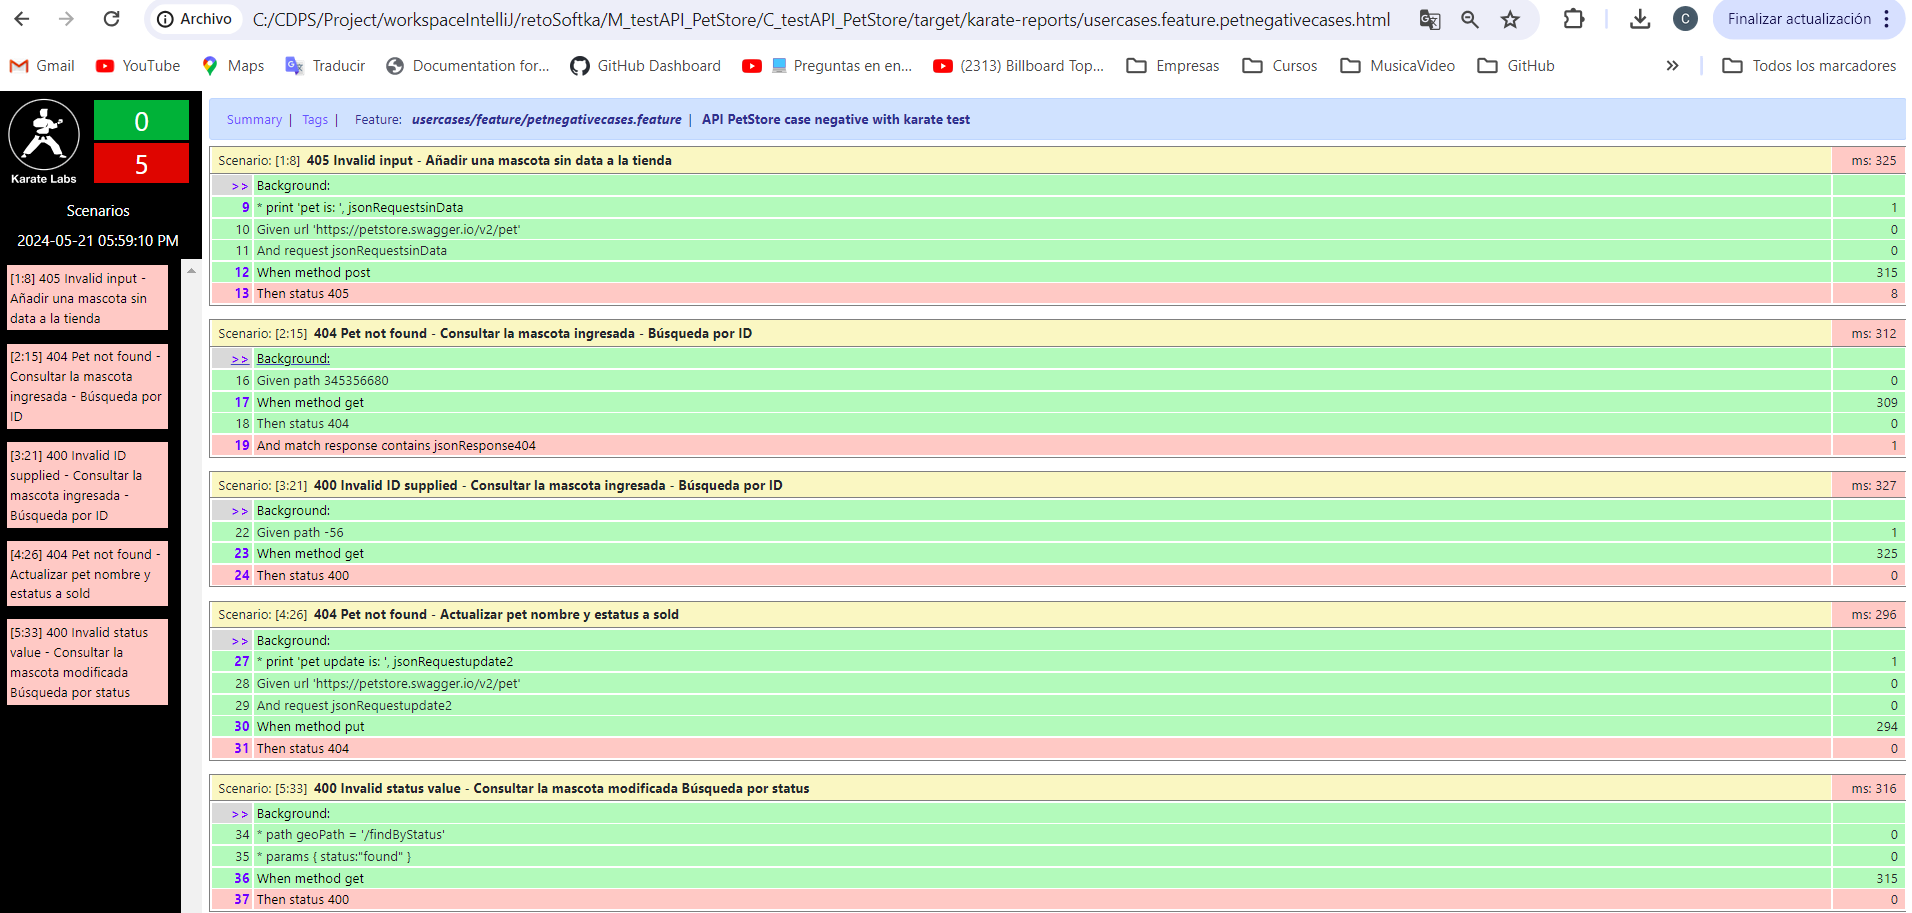 Archivo
C:/CDPS/Project/workspaceIntelliJ/retoSoftka/M_testAPI_PetStore/C_testAPI_PetStore/target/karate-reports/usercases.feature.petnegativecases.html
C
Finalizar actualización
Gmail YouTube Maps Traducir Documentation for... GitHub Dashboard Preguntas en en... (2313) Billboard Top... Empresas Cursos MusicaVideo GitHub » Todos los marcadores
Karate Labs
0
5
Scenarios
2024-05-21 05:59:10 PM
[1:8] 405 Invalid input -
Añadir una mascota sin
data a la tienda
[2:15] 404 Pet not found -
Consultar la mascota
ingresada - Búsqueda por
ID
[3:21] 400 Invalid ID
supplied - Consultar la
mascota ingresada -
Búsqueda por ID
[4:26] 404 Pet not found -
Actualizar pet nombre y
estatus a sold
[5:33] 400 Invalid status
value - Consultar la
mascota modificada
Búsqueda por status
Summary | Tags | Feature: usercases/feature/petnegativecases.feature | API PetStore case negative with karate test
Scenario: [1:8] 405 Invalid input - Añadir una mascota sin data a la tienda ms: 325
>> Background:
9 * print 'pet is: ', jsonRequestsinData 1
10 Given url 'https://petstore.swagger.io/v2/pet' 0
11 And request jsonRequestsinData 0
12 When method post 315
13 Then status 405 8
Scenario: [2:15] 404 Pet not found - Consultar la mascota ingresada - Búsqueda por ID ms: 312
>> Background:
16 Given path 345356680 0
17 When method get 309
18 Then status 404 0
19 And match response contains jsonResponse404 1
Scenario: [3:21] 400 Invalid ID supplied - Consultar la mascota ingresada - Búsqueda por ID ms: 327
>> Background:
22 Given path -56 1
23 When method get 325
24 Then status 400 0
Scenario: [4:26] 404 Pet not found - Actualizar pet nombre y estatus a sold ms: 296
>> Background:
27 * print 'pet update is: ', jsonRequestupdate2 1
28 Given url 'https://petstore.swagger.io/v2/pet' 0
29 And request jsonRequestupdate2 0
30 When method put 294
31 Then status 404 0
Scenario: [5:33] 400 Invalid status value - Consultar la mascota modificada Búsqueda por status ms: 316
>> Background:
34 * path geoPath = '/findByStatus' 0
35 * params { status:"found" } 0
36 When method get 315
37 Then status 400 0